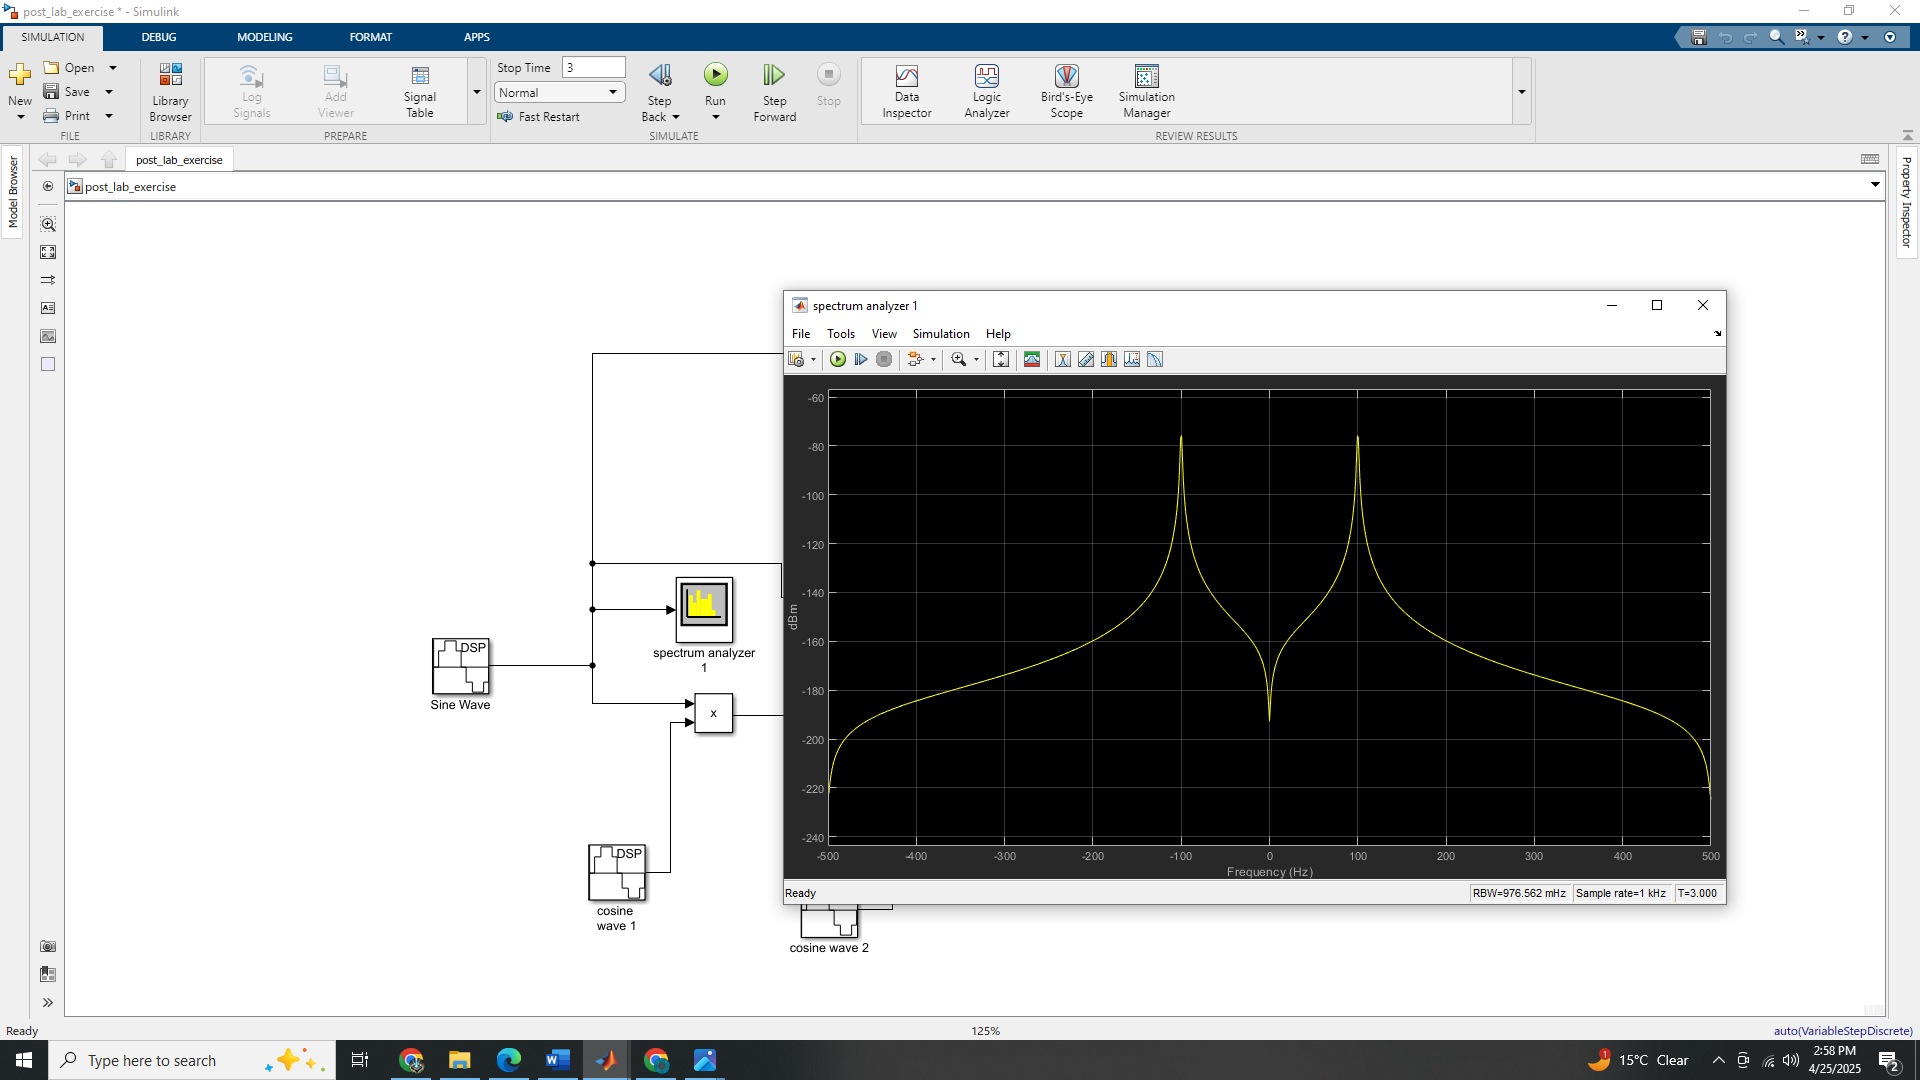 post_lab_exercise * - Simulink
SIMULATION DEBUG MODELING FORMAT APPS
New
Open
Save
Print
FILE
Library Browser
LIBRARY
Log Signals
Add Viewer
Signal Table
PREPARE
Stop Time 3
Normal
Fast Restart
Step Back
Run
Step Forward
Stop
SIMULATE
Data Inspector
Logic Analyzer
Bird's-Eye Scope
Simulation Manager
REVIEW RESULTS
Model Browser
post_lab_exercise
post_lab_exercise
Property Inspector
DSP
Sine Wave
spectrum analyzer
1
x
DSP
cosine
wave 1
cosine wave 2
spectrum analyzer 1
File Tools View Simulation Help
-60
-80
-100
-120
-140
-160
-180
-200
-220
-240
dBm
-500 -400 -300 -200 -100 0 100 200 300 400 500
Frequency (Hz)
Ready RBW=976.562 mHz Sample rate=1 kHz T=3.000
Ready 125% auto(VariableStepDiscrete)
Type here to search
1
15°C Clear
2:58 PM
4/25/2025
2